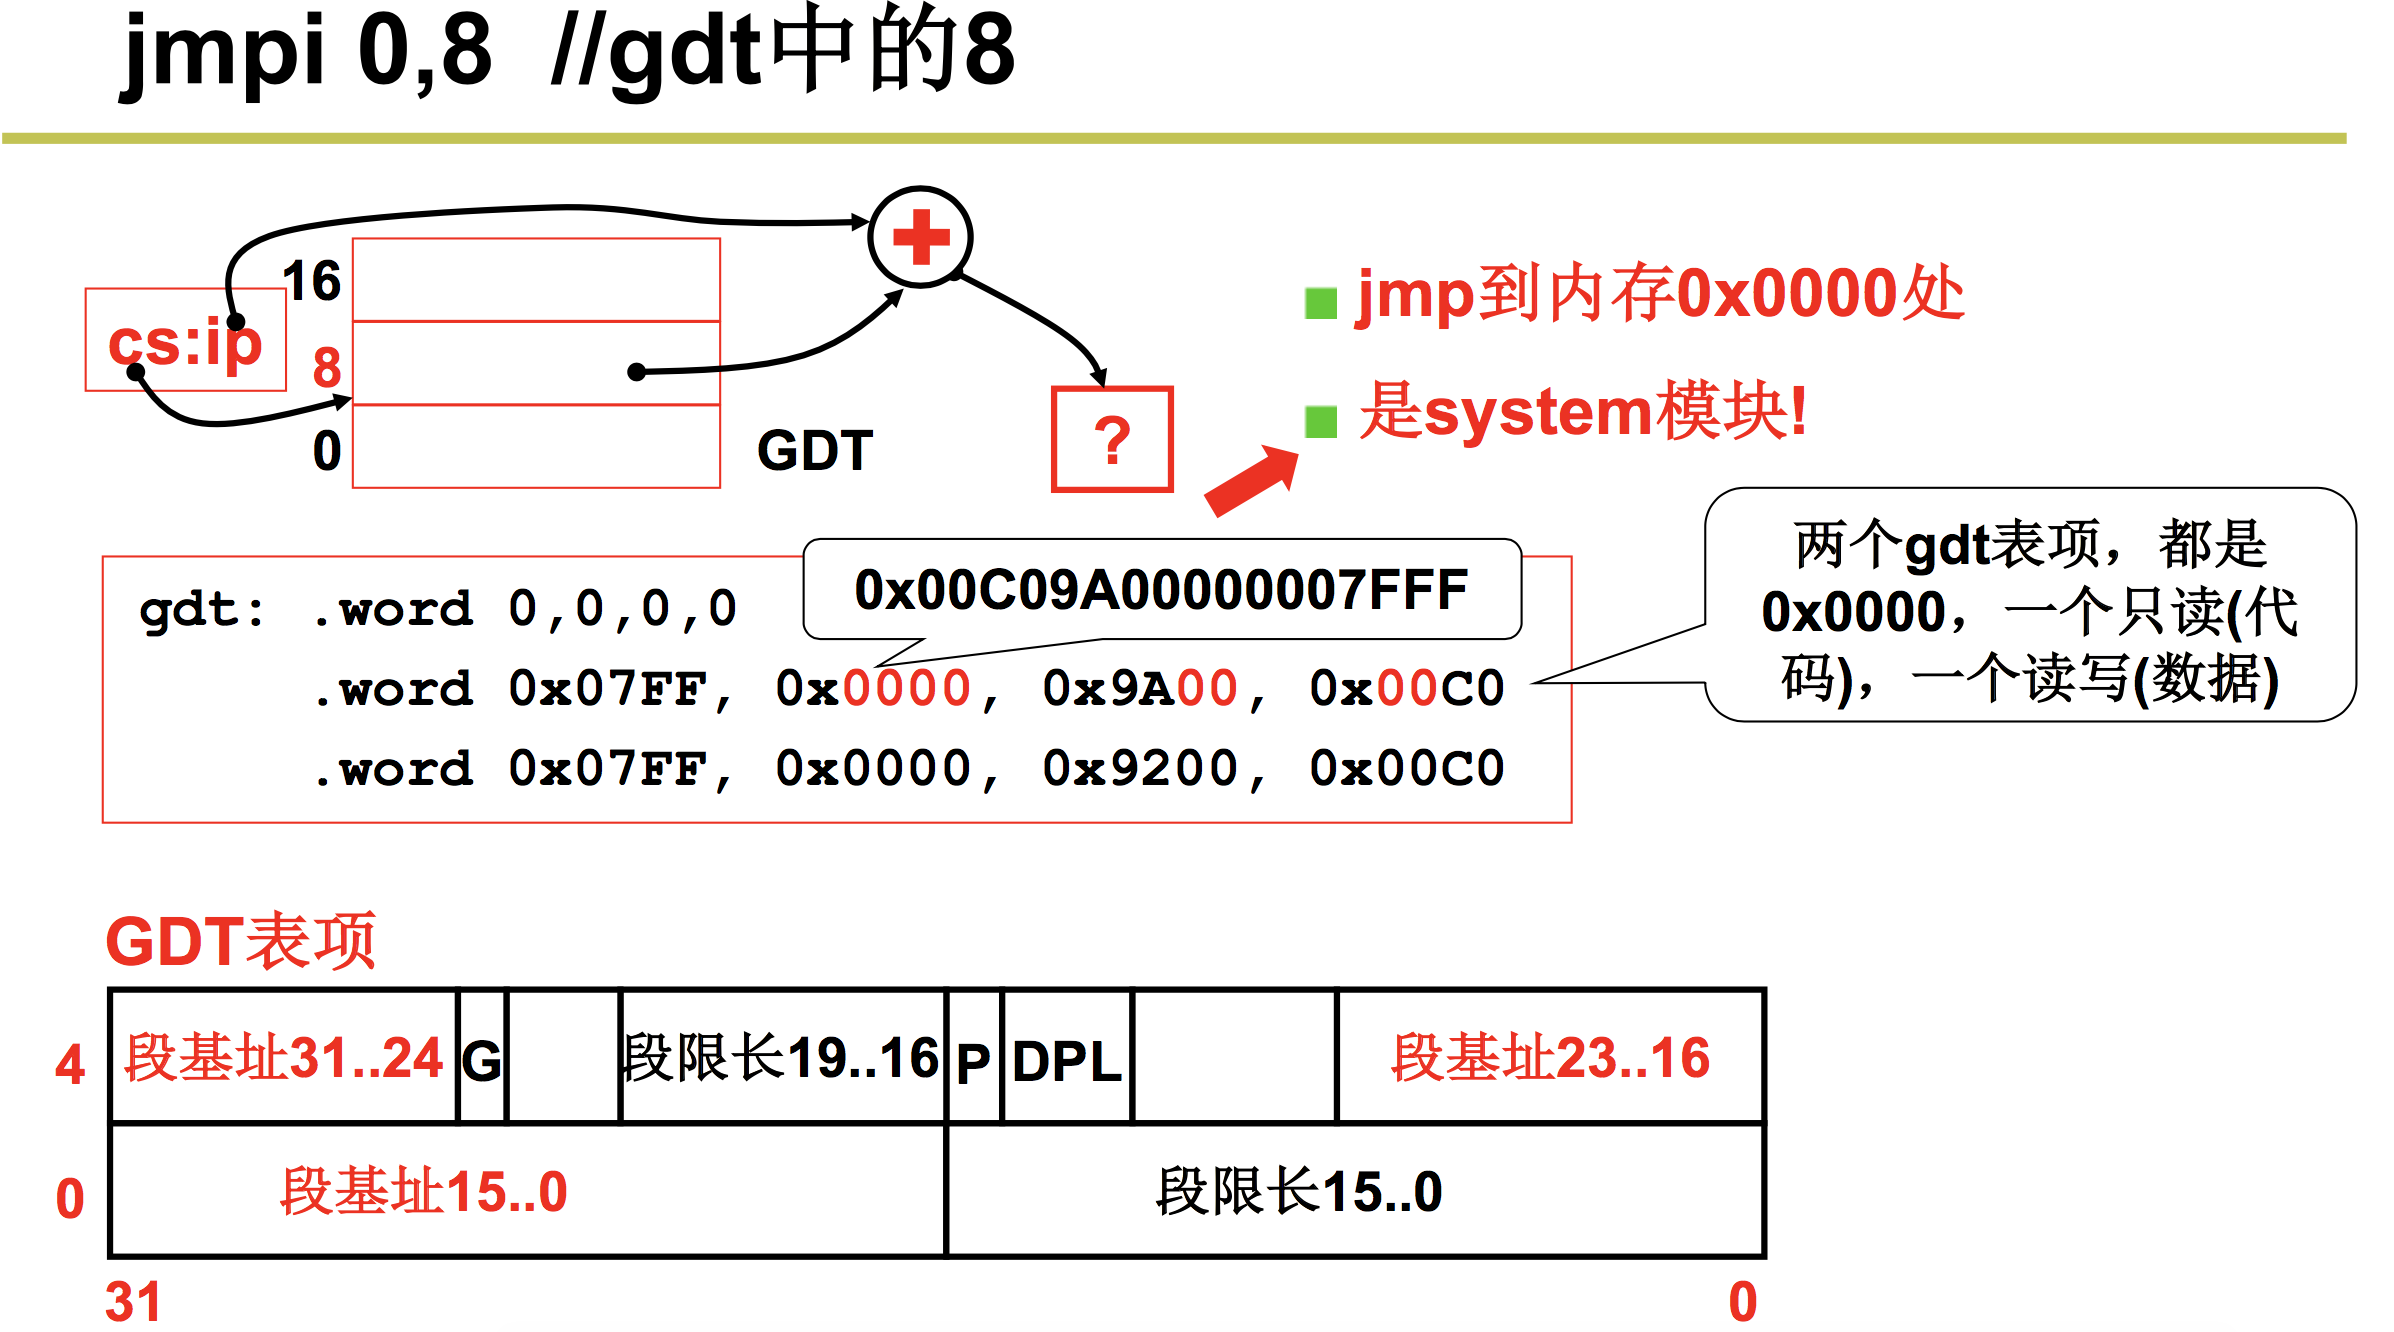 jmpi 0,8 //gdt中的8
16
cs:ip
8
0
GDT
?
jmp到内存0x0000处
是system模块!
两个gdt表项，都是
0x0000，一个只读(代
码)，一个读写(数据)
0x00C09A00000007FFF
gdt: .word 0,0,0,0
.word 0x07FF, 0x0000, 0x9A00, 0x00C0
.word 0x07FF, 0x0000, 0x9200, 0x00C0
GDT表项
4 段基址31..24 G 段限长19..16 P DPL 段基址23..16
0 段基址15..0 段限长15..0
31 0